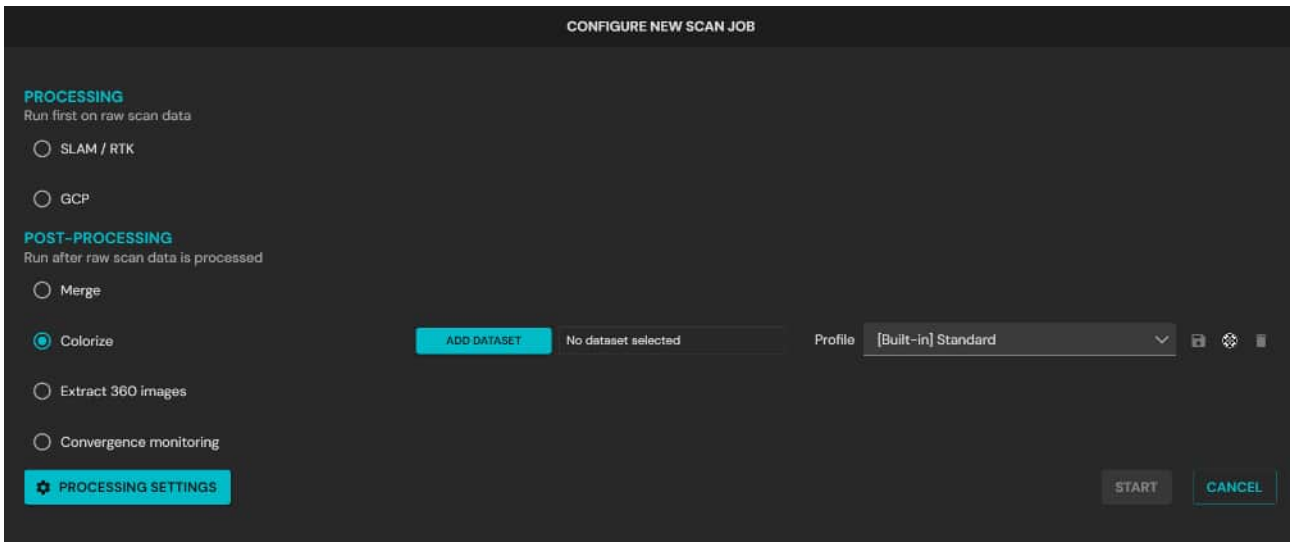 CONFIGURE NEW SCAN JOB
PROCESSING
Run first on raw scan data
SLAM / RTK
GCP
POST-PROCESSING
Run after raw scan data is processed
Merge
Colorize
ADD DATASET
No dataset selected
Profile
[Built-in] Standard
Extract 360 images
Convergence monitoring
PROCESSING SETTINGS
START
CANCEL